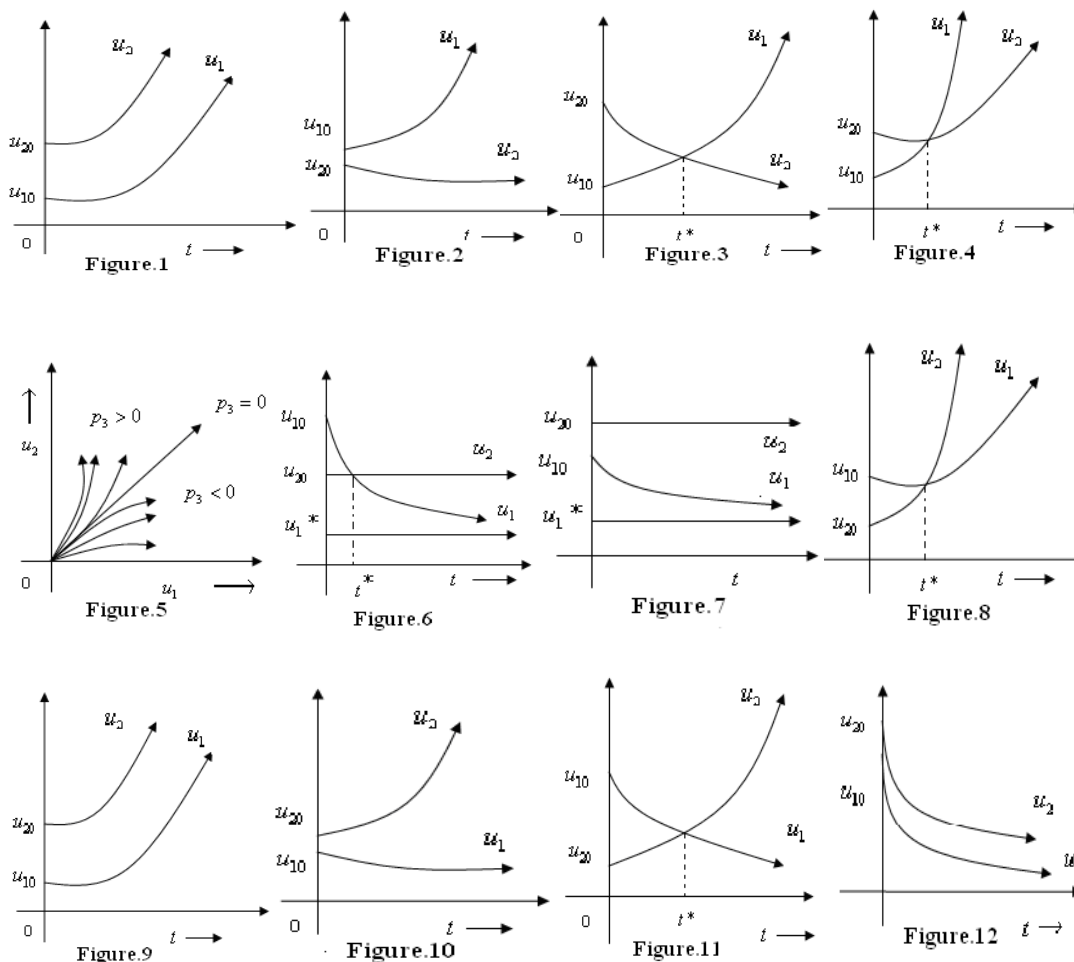 u₂ u₁ u₂₀ u₁₀ 0 t Figure.1
u₁ u₁₀ u₂₀ u₂ 0 t Figure.2
u₁ u₂₀ u₁₀ u₂ 0 t* t Figure.3
u₁ u₂ u₂₀ u₁₀ t* t Figure.4
u₂ p₃ > 0 p₃ = 0 p₃ < 0 0 u₁ Figure.5
u₁₀ u₂₀ u₂ u₁ u₁* 0 t* t Figure.6
u₂₀ u₂ u₁₀ u₁ u₁* 0 t Figure.7
u₂ u₁ u₁₀ u₂₀ 0 t* t Figure.8
u₂ u₁ u₂₀ u₁₀ 0 t Figure.9
u₂ u₂₀ u₁₀ u₁ 0 t Figure.10
u₂ u₁₀ u₂₀ u₁ 0 t* t Figure.11
u₂₀ u₁₀ u₂ u 0 t → Figure.12